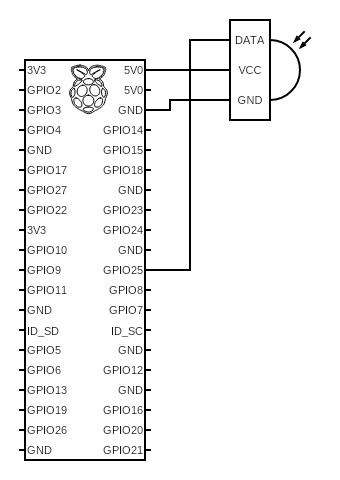 DATA
VCC
GND
3V3 5V0
GPIO2 5V0
GPIO3 GND
GPIO4 GPIO14
GND GPIO15
GPIO17 GPIO18
GPIO27 GND
GPIO22 GPIO23
3V3 GPIO24
GPIO10 GND
GPIO9 GPIO25
GPIO11 GPIO8
GND GPIO7
ID_SD ID_SC
GPIO5 GND
GPIO6 GPIO12
GPIO13 GND
GPIO19 GPIO16
GPIO26 GPIO20
GND GPIO21